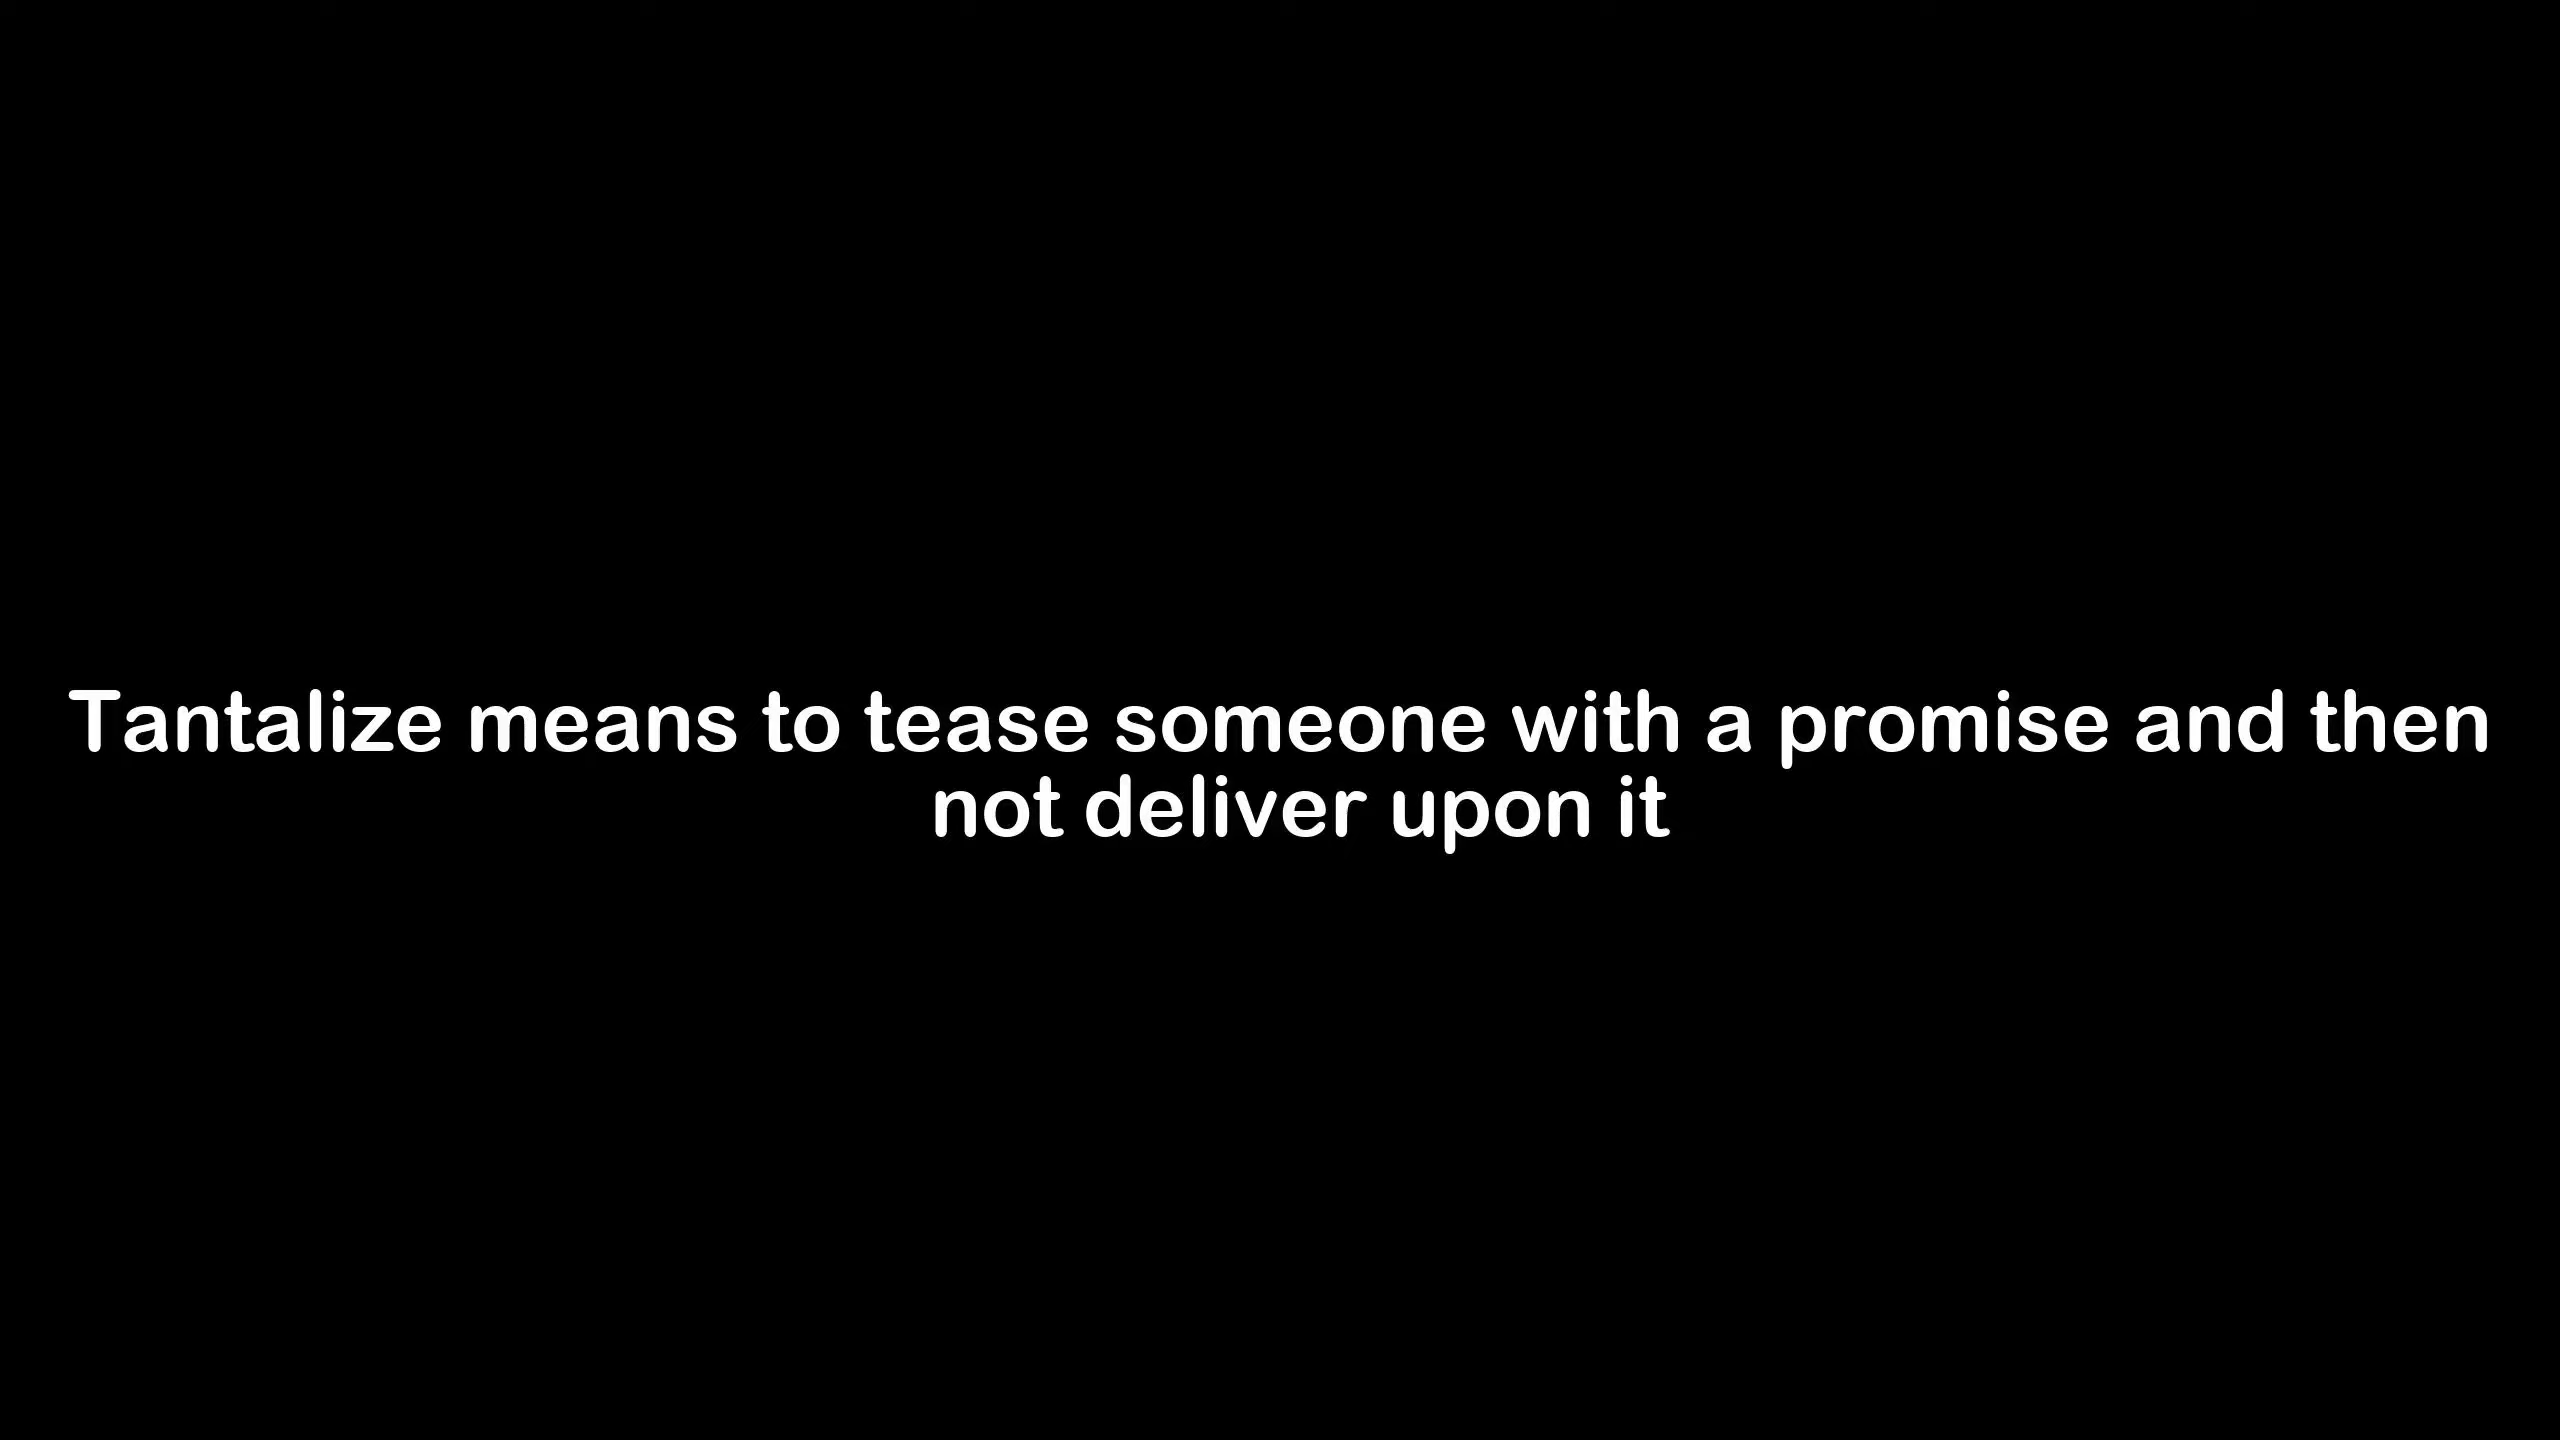 Tantalize means to tease someone with a promise and then
not deliver upon it